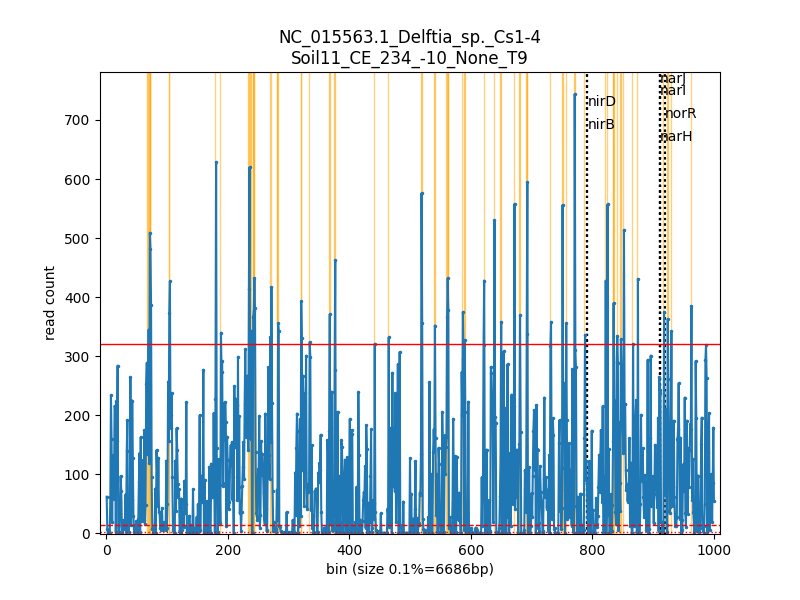 NC_015563.1_Delftia_sp._Cs1-4
Soil11_CE_234_-10_None_T9
read count
700
600
500
400
300
200
100
0
narJ
narI
nirD
norR
nirB
narH
0 200 400 600 800 1000
bin (size 0.1%=6686bp)